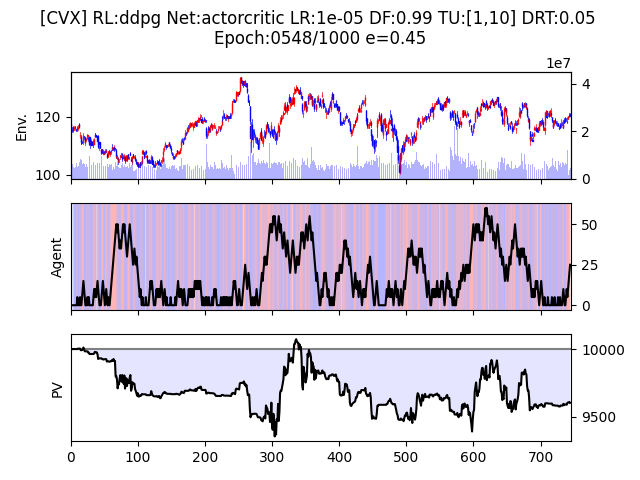 [CVX] RL:ddpg Net:actorcritic LR:1e-05 DF:0.99 TU:[1,10] DRT:0.05
Epoch:0548/1000 e=0.45
1e7
Env.
120
100
4
2
0
Agent
50
25
0
PV
10000
9500
0 100 200 300 400 500 600 700